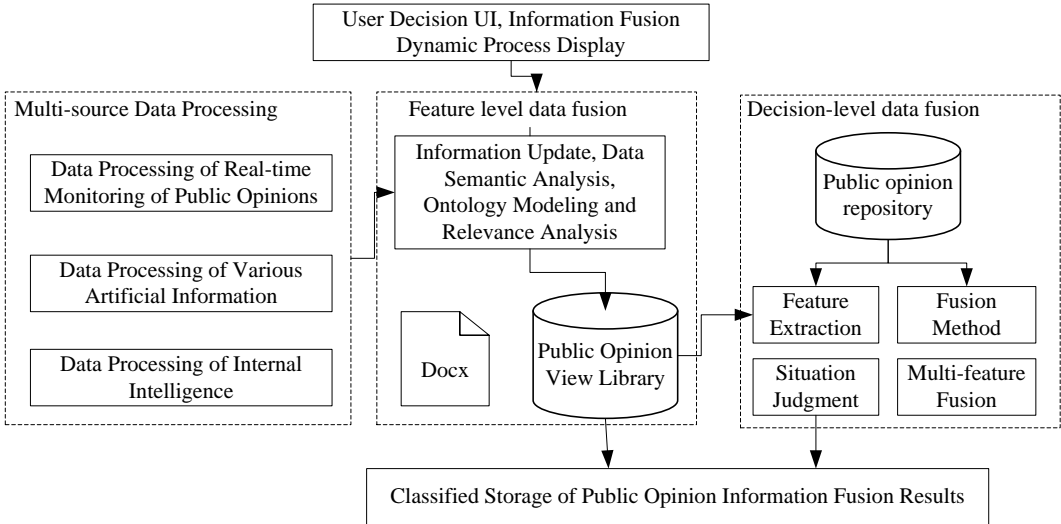 User Decision UI, Information Fusion
Dynamic Process Display
Multi-source Data Processing
Data Processing of Real-time
Monitoring of Public Opinions
Data Processing of Various
Artificial Information
Data Processing of Internal
Intelligence
Feature level data fusion
Information Update, Data
Semantic Analysis,
Ontology Modeling and
Relevance Analysis
Docx
Public Opinion
View Library
Decision-level data fusion
Public opinion
repository
Feature
Extraction
Fusion
Method
Situation
Judgment
Multi-feature
Fusion
Classified Storage of Public Opinion Information Fusion Results